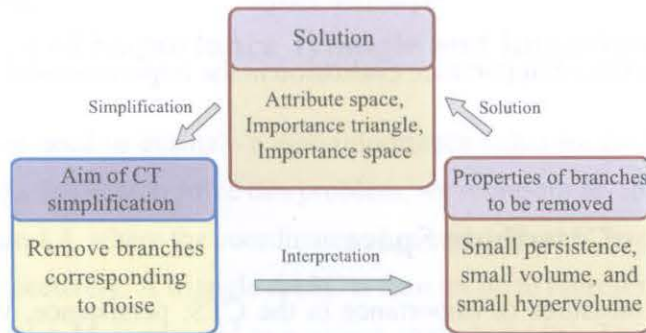 Solution
Attribute space,
Importance triangle,
Importance space
Simplification
Solution
Aim of CT
simplification
Remove branches
corresponding
to noise
Interpretation
Properties of branches
to be removed
Small persistence,
small volume, and
small hypervolume